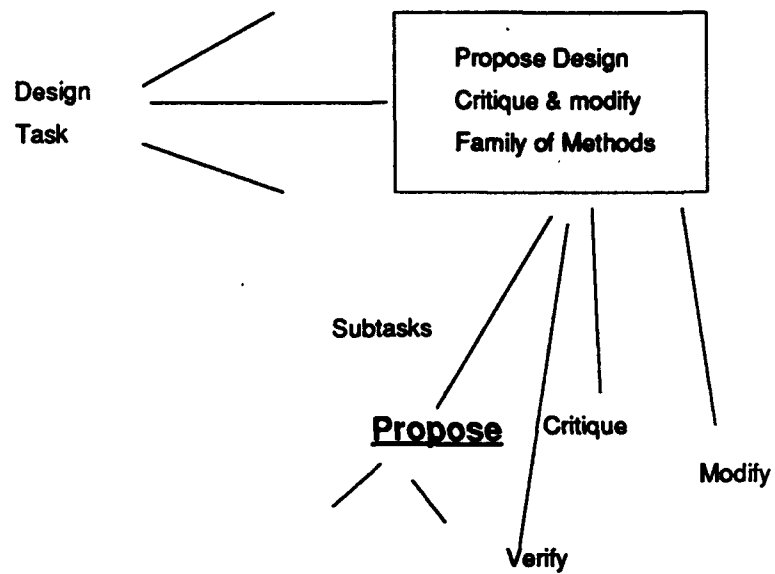 Design
Task
Propose Design
Critique & modify
Family of Methods
Subtasks
Propose
Critique
Modify
Verify